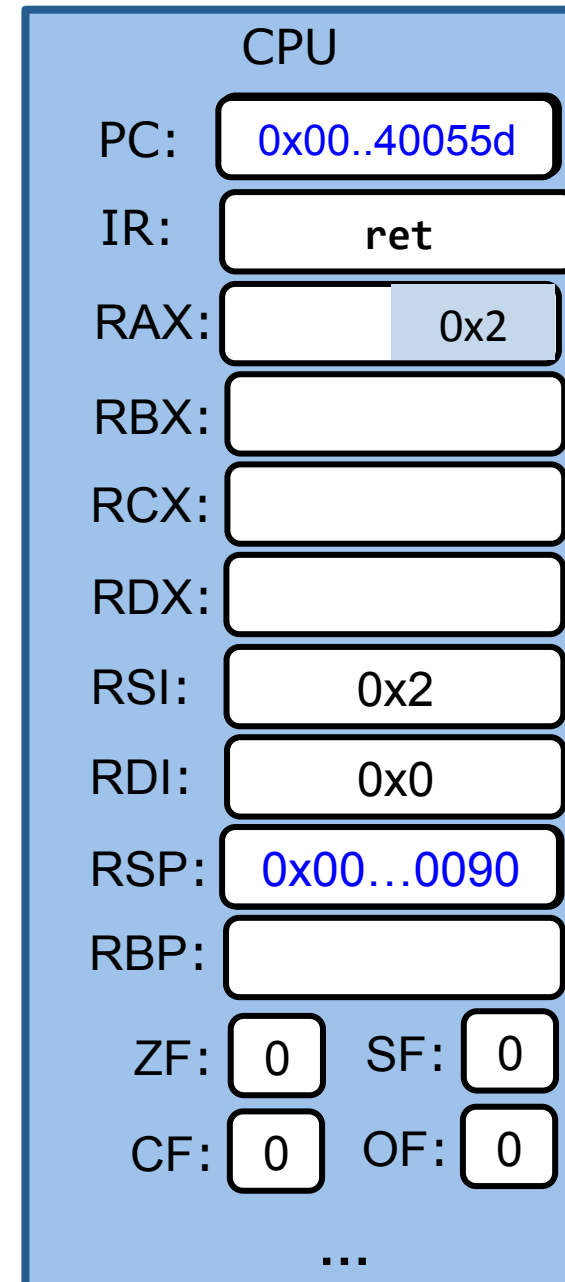 CPU
PC: 0x00..40055d
IR: ret
RAX: 0x2
RBX:
RCX:
RDX:
RSI: 0x2
RDI: 0x0
RSP: 0x00…0090
RBP:
ZF: 0 SF: 0
CF: 0 OF: 0
...